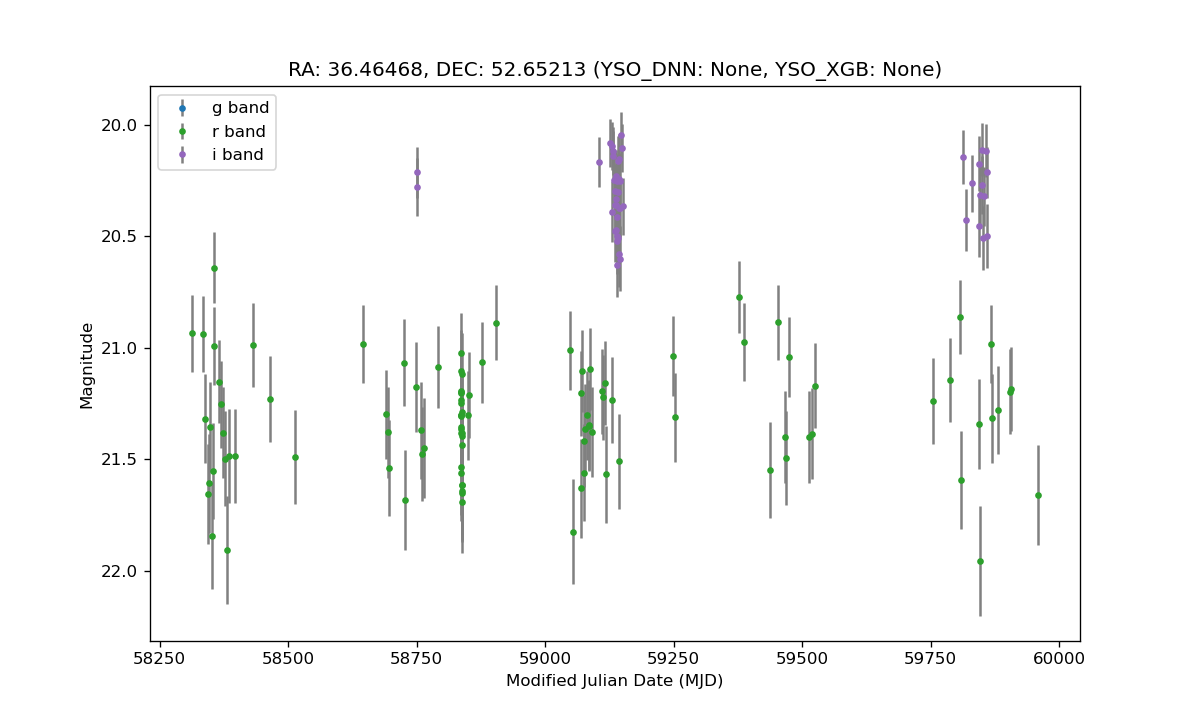 RA: 36.46468, DEC: 52.65213 (YSO_DNN: None, YSO_XGB: None)
g band
r band
i band
20.0
20.5
21.0
21.5
22.0
Magnitude
58250 58500 58750 59000 59250 59500 59750 60000
Modified Julian Date (MJD)